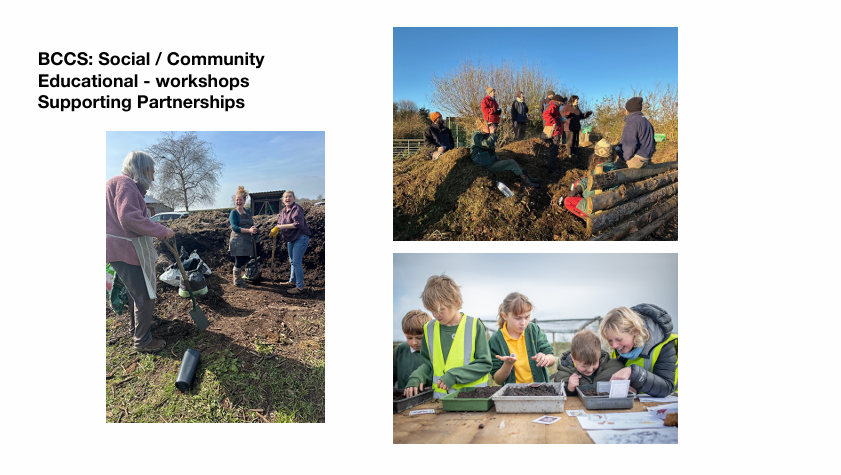 BCCS: Social / Community
Educational - workshops
Supporting Partnerships